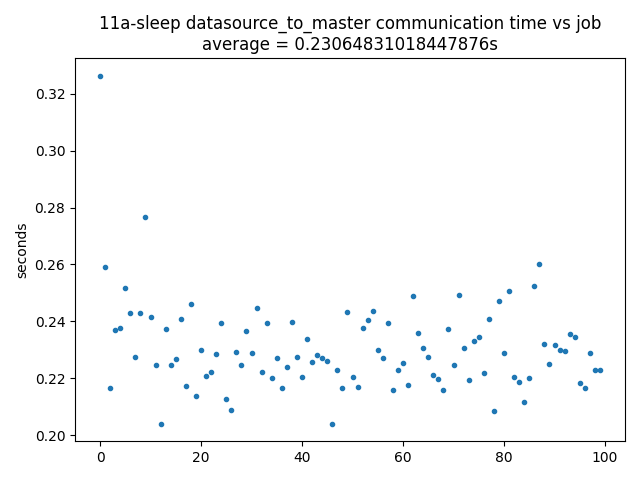 11a-sleep datasource_to_master communication time vs job
average = 0.23064831018447876s
0.32
0.30
0.28
0.26
0.24
0.22
0.20
seconds
0 20 40 60 80 100